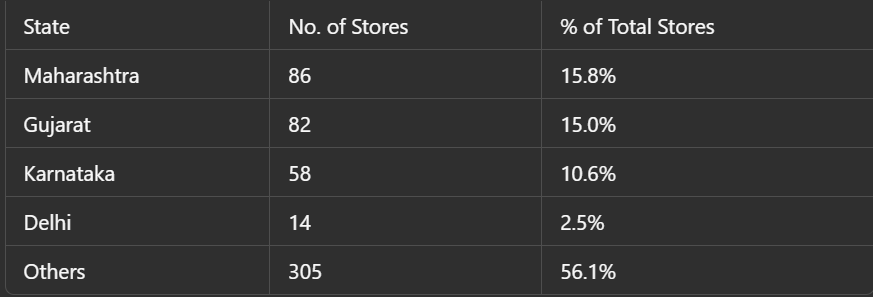 State No. of Stores % of Total Stores
Maharashtra 86 15.8%
Gujarat 82 15.0%
Karnataka 58 10.6%
Delhi 14 2.5%
Others 305 56.1%